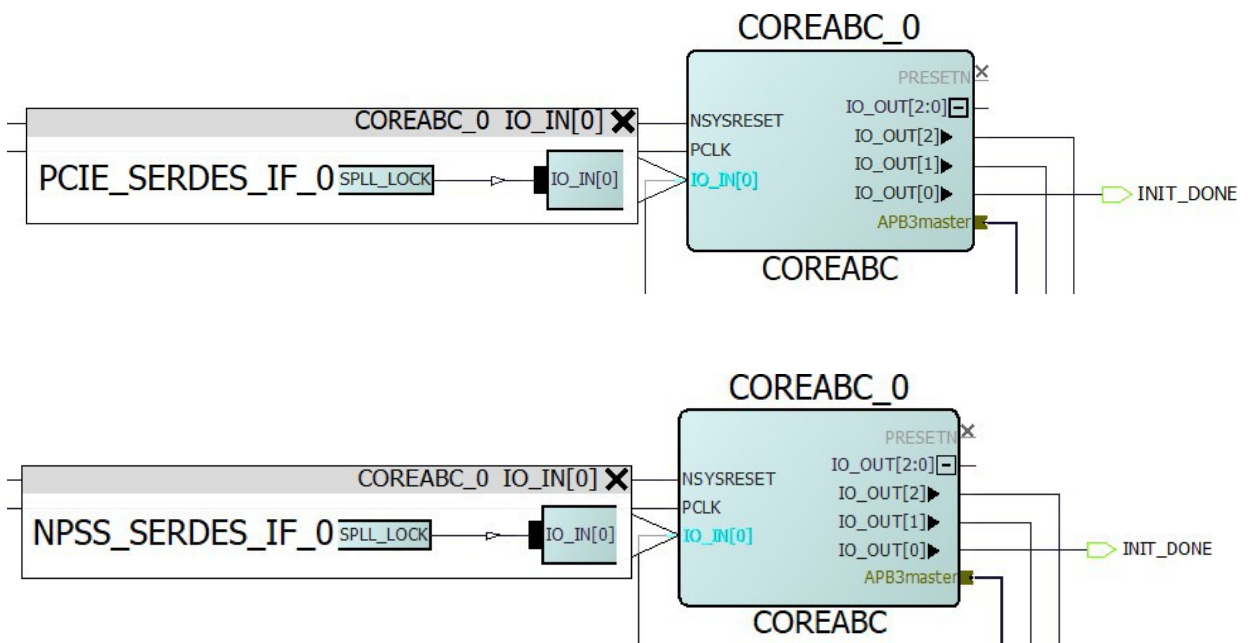 COREABC_0
PRESETN
COREABC_0 IO_IN[0]
NSYSRESET
IO_OUT[2:0]
PCLK
IO_OUT[2]
PCIE_SERDES_IF_0 SPLL_LOCK IO_IN[0]
IO_IN[0]
IO_OUT[1]
IO_OUT[0]
INIT_DONE
APB3master
COREABC
COREABC_0
PRESETN
COREABC_0 IO_IN[0]
NSYSRESET
IO_OUT[2:0]
PCLK
IO_OUT[2]
NPSS_SERDES_IF_0 SPLL_LOCK IO_IN[0]
IO_IN[0]
IO_OUT[1]
IO_OUT[0]
INIT_DONE
APB3master
COREABC